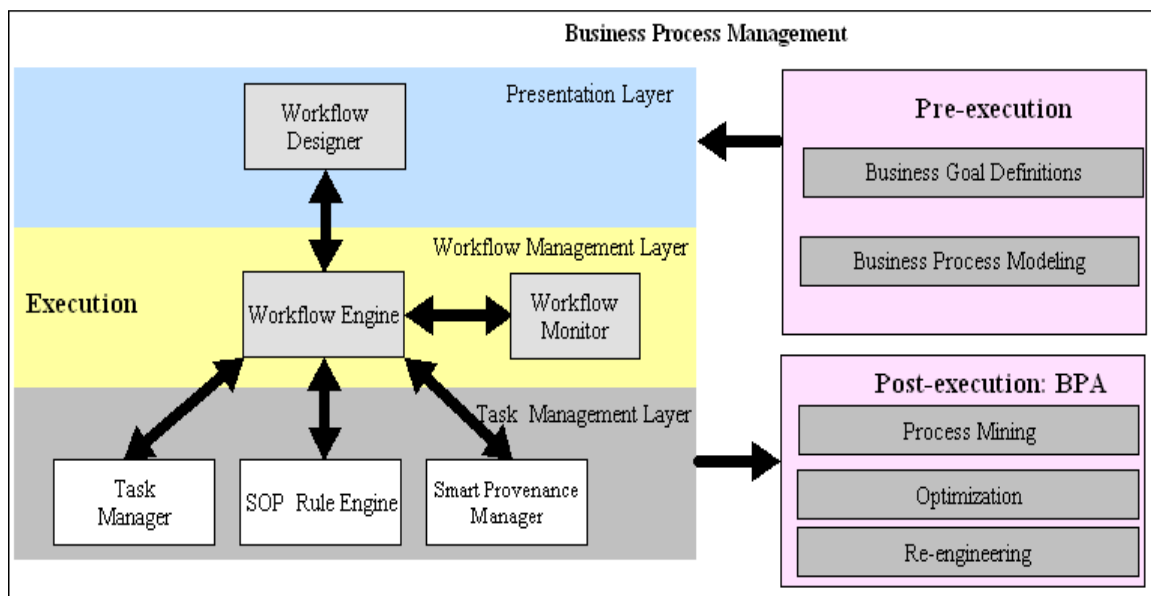 Business Process Management
Presentation Layer
Workflow
Designer
Workflow Management Layer
Execution
Workflow Engine
Workflow
Monitor
Task Management Layer
Task
Manager
SOP Rule Engine
Smart Provenance
Manager
Pre-execution
Business Goal Definitions
Business Process Modeling
Post-execution: BPA
Process Mining
Optimization
Re-engineering